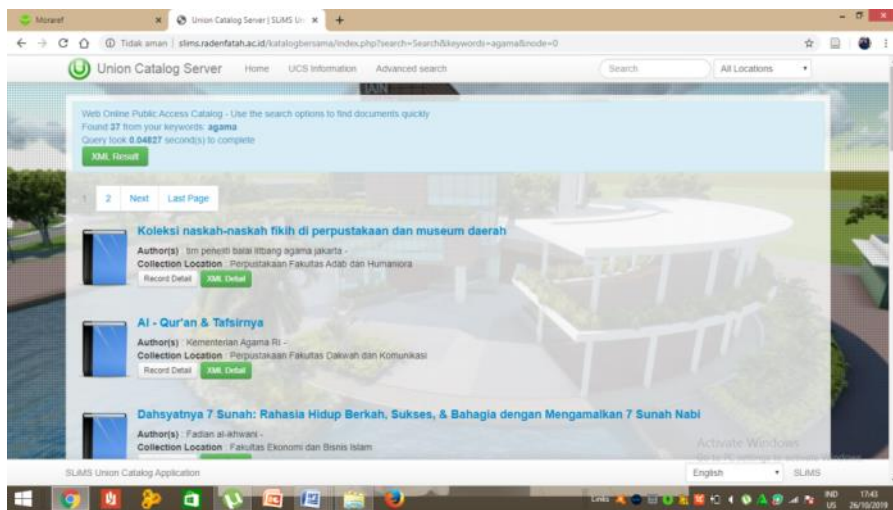 Moraref
Union Catalog Server | SLiMS Un
Tidak aman | slims.radenfatah.ac.id/katalogbersama/index.php?search=Search&keywords=agama&node=0
Union Catalog Server Home UCS Information Advanced search Search All Locations
Web Online Public Access Catalog - Use the search options to find documents quickly
Found 37 from your keywords: agama
Query took 0.04827 second(s) to complete
XML Result
1 2 Next Last Page
Koleksi naskah-naskah fikih di perpustakaan dan museum daerah
Author(s) : tim peneliti balai litbang agama jakarta -
Collection Location : Perpustakaan Fakultas Adab dan Humaniora
Record Detail XML Detail
Al - Qur'an & Tafsirnya
Author(s) : Kementerian Agama RI -
Collection Location : Perpustakaan Fakultas Dakwah dan Komunikasi
Record Detail XML Detail
Dahsyatnya 7 Sunah: Rahasia Hidup Berkah, Sukses, & Bahagia dengan Mengamalkan 7 Sunah Nabi
Author(s) : Fadlan al-ikhwani -
Collection Location : Fakultas Ekonomi dan Bisnis Islam
Activate Windows
SLiMS Union Catalog Application English SLiMS
Links IND 17:43
US 26/10/2019